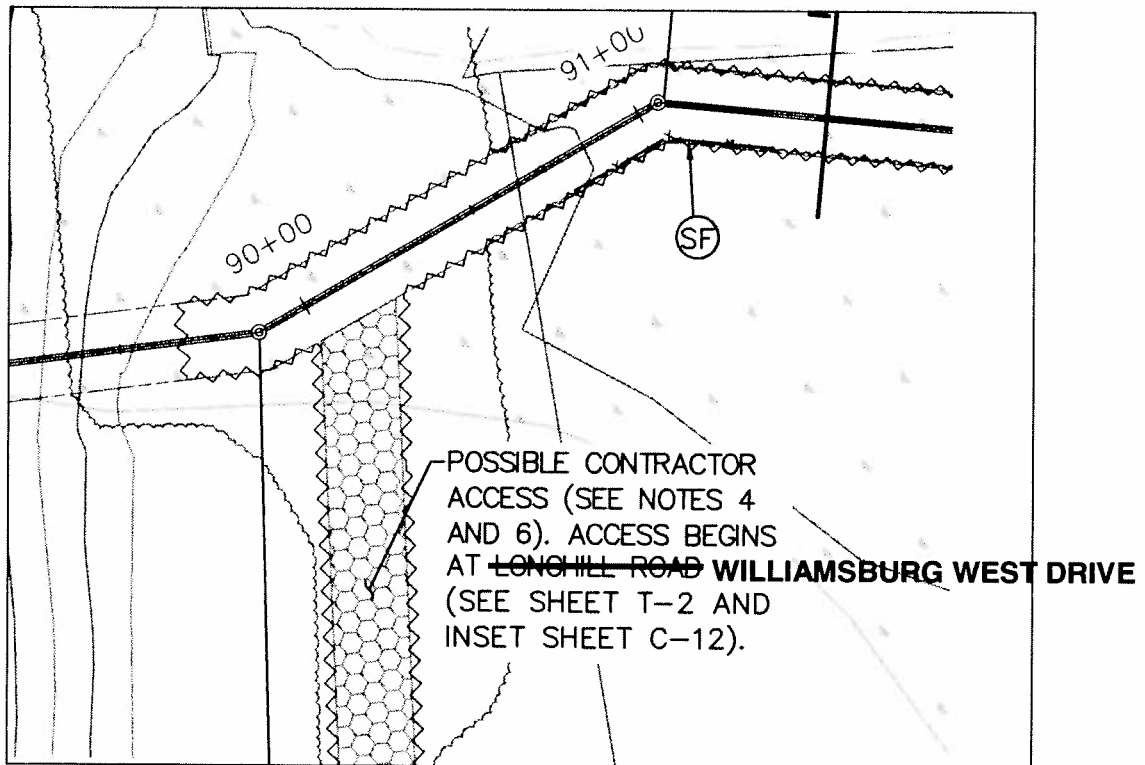 91+00
90+00
SF
POSSIBLE CONTRACTOR
ACCESS (SEE NOTES 4
AND 6). ACCESS BEGINS
AT LONGHILL ROAD WILLIAMSBURG WEST DRIVE
(SEE SHEET T-2 AND
INSET SHEET C-12).